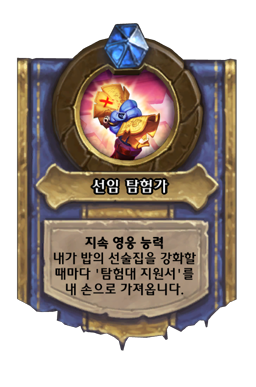 선임 탐험가
지속 영웅 능력
내가 밥의 선술집을 강화할
때마다 '탐험대 지원서'를
내 손으로 가져옵니다.